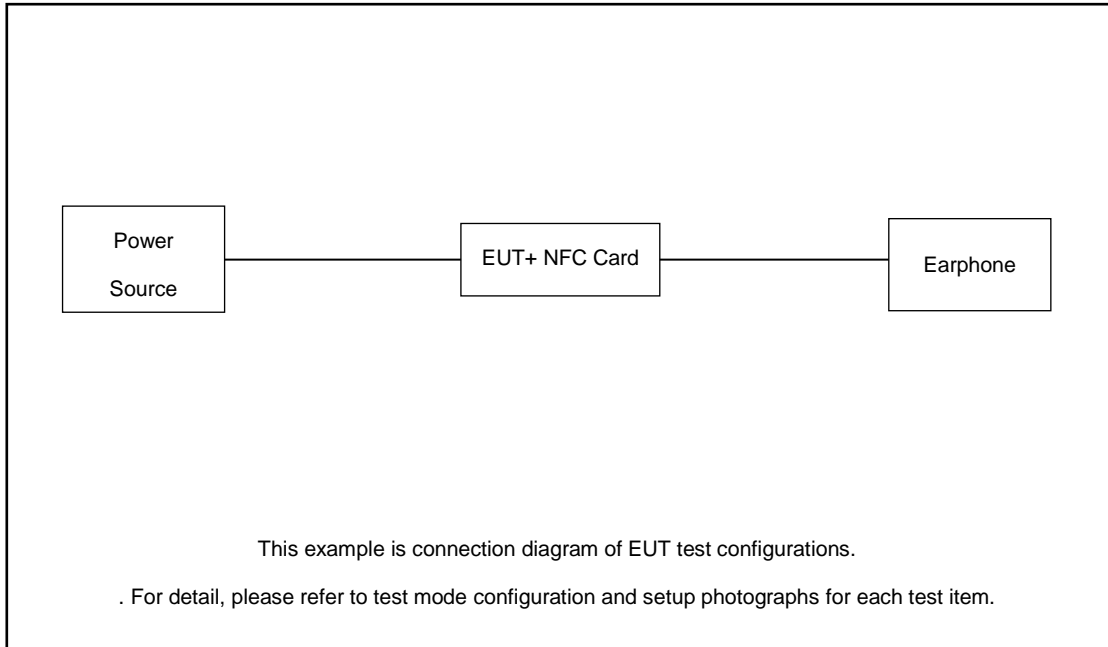 Power
Source
EUT+ NFC Card
Earphone
This example is connection diagram of EUT test configurations.
. For detail, please refer to test mode configuration and setup photographs for each test item.